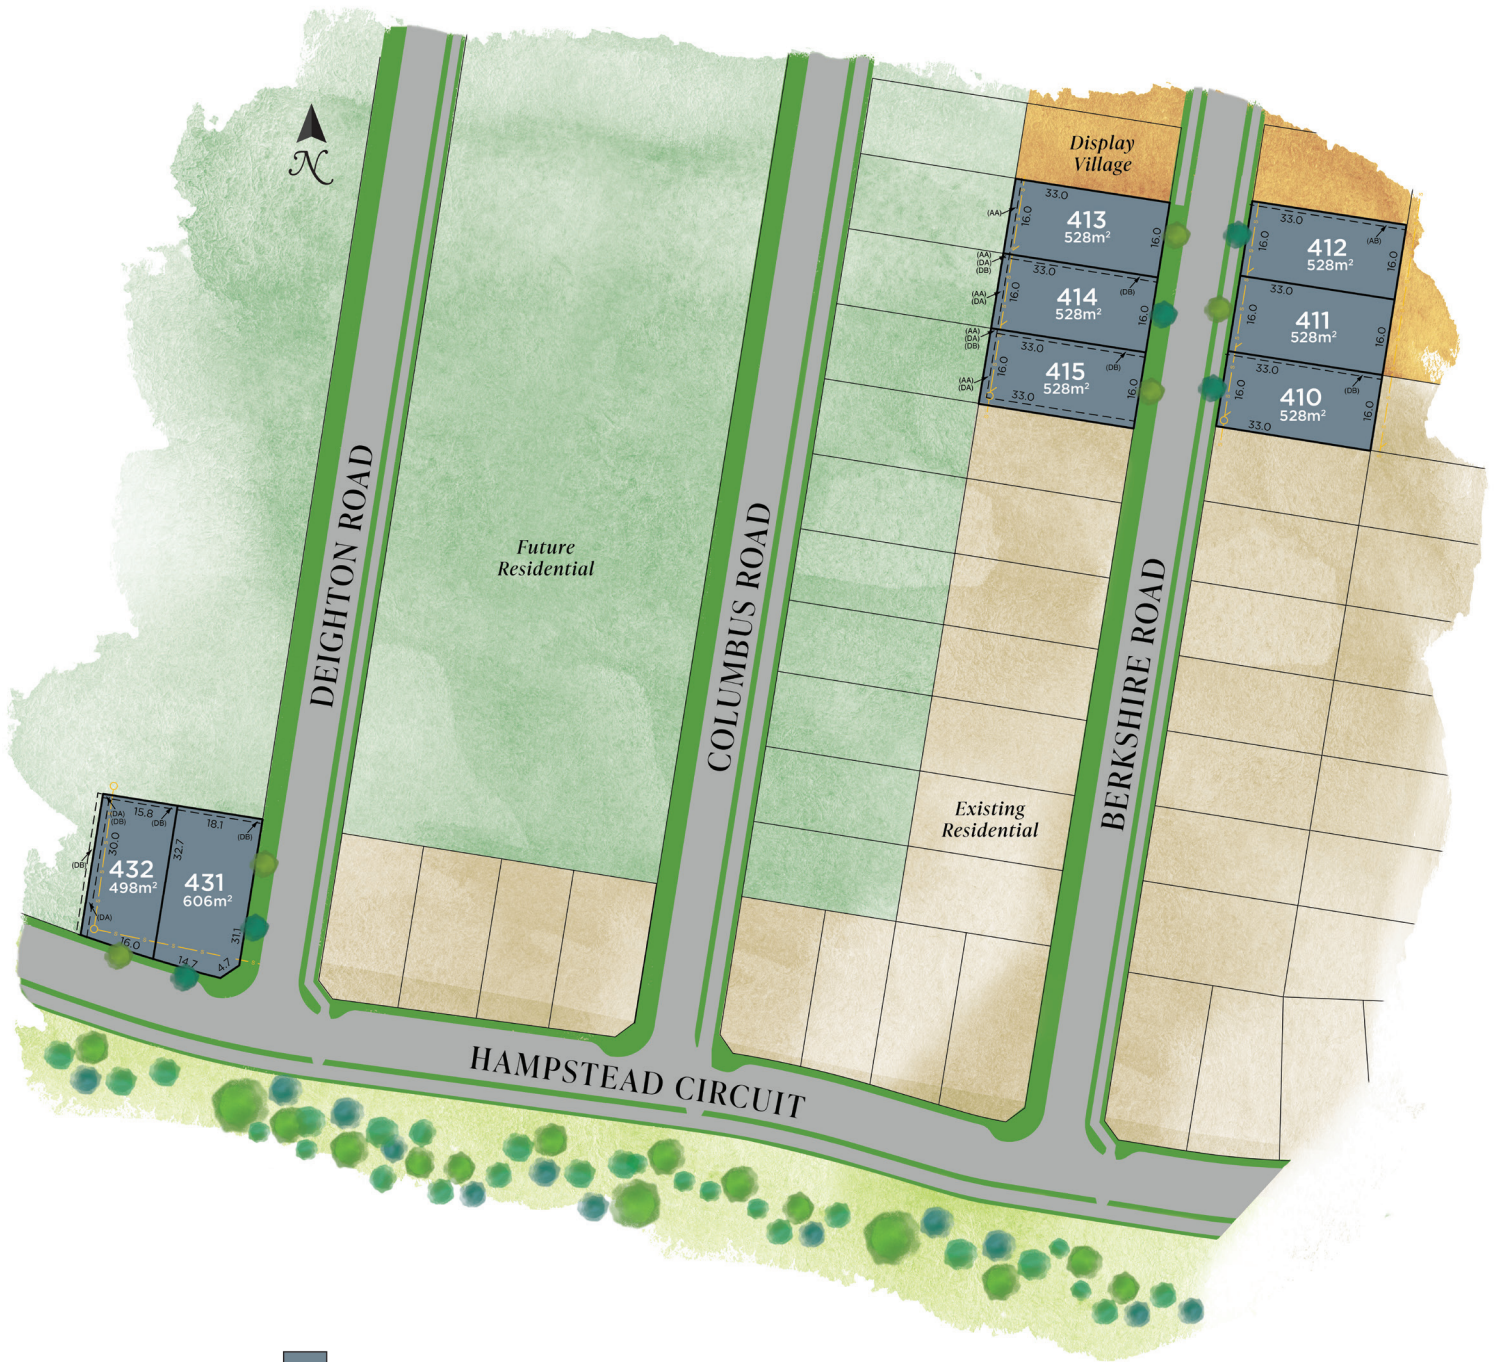 N
Display
Village
33.0
(AA)
16.0
413
528m²
16.0
33.0
(AB)
16.0
412
528m²
16.0
(AA)
(DA)
(DB)
33.0
(DB)
(AA)
(DA)
16.0
414
528m²
16.0
33.0
16.0
411
528m²
16.0
(AA)
(DA)
(DB)
33.0
(DB)
(AA)
(DA)
16.0
415
528m²
16.0
33.0
33.0
(DB)
16.0
410
528m²
16.0
33.0
DEIGHTON ROAD
Future
Residential
COLUMBUS ROAD
BERKSHIRE ROAD
Existing
Residential
(DA)
(DB)
15.8
(DB)
18.1
(DB)
30.0
32.7
(DB)
432
498m²
431
606m²
(DA)
31.1
16.0
14.7
4.7
HAMPSTEAD CIRCUIT